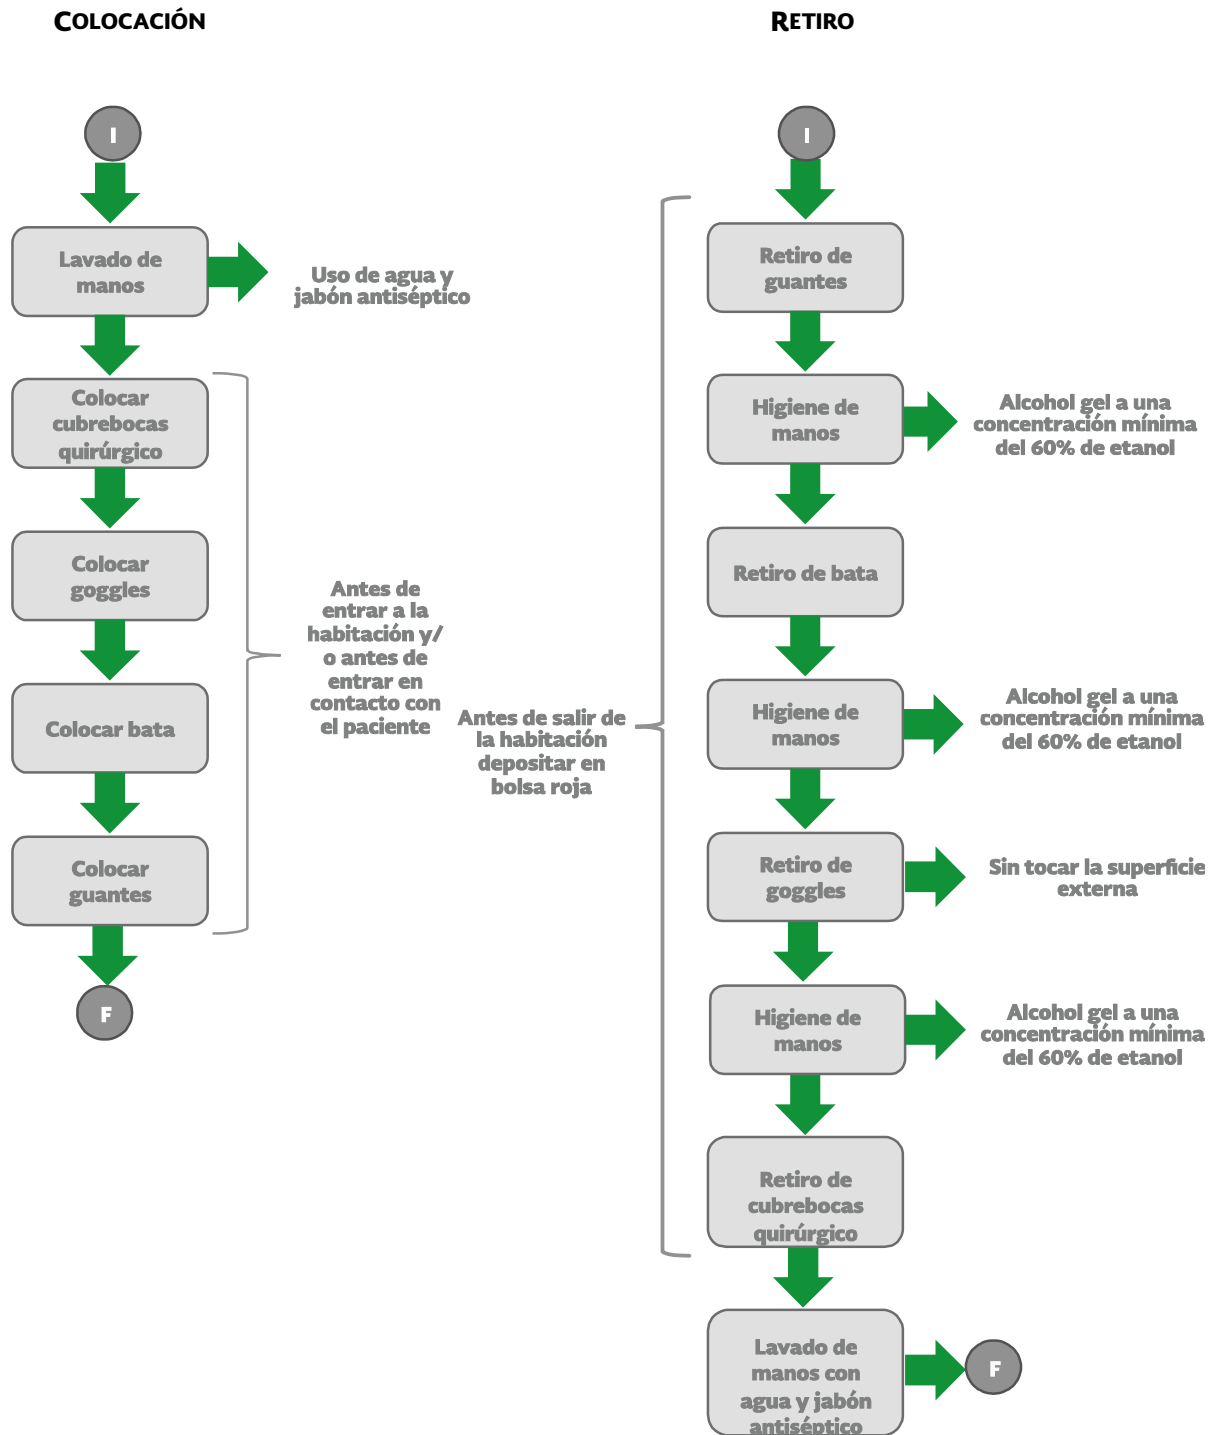 COLOCACIÓN
I
Lavado de
manos
Uso de agua y
jabón antiséptico
Colocar
cubrebocas
quirúrgico
Colocar
goggles
Colocar bata
Colocar
guantes
Antes de
entrar a la
habitación y/
o antes de
entrar en
contacto con
el paciente
F
RETIRO
I
Antes de salir de
la habitación
depositar en
bolsa roja
Retiro de
guantes
Higiene de
manos
Alcohol gel a una
concentración mínima
del 60% de etanol
Retiro de bata
Higiene de
manos
Alcohol gel a una
concentración mínima
del 60% de etanol
Retiro de
goggles
Sin tocar la superficie
externa
Higiene de
manos
Alcohol gel a una
concentración mínima
del 60% de etanol
Retiro de
cubrebocas
quirúrgico
Lavado de
manos con
agua y jabón
antiséptico
F